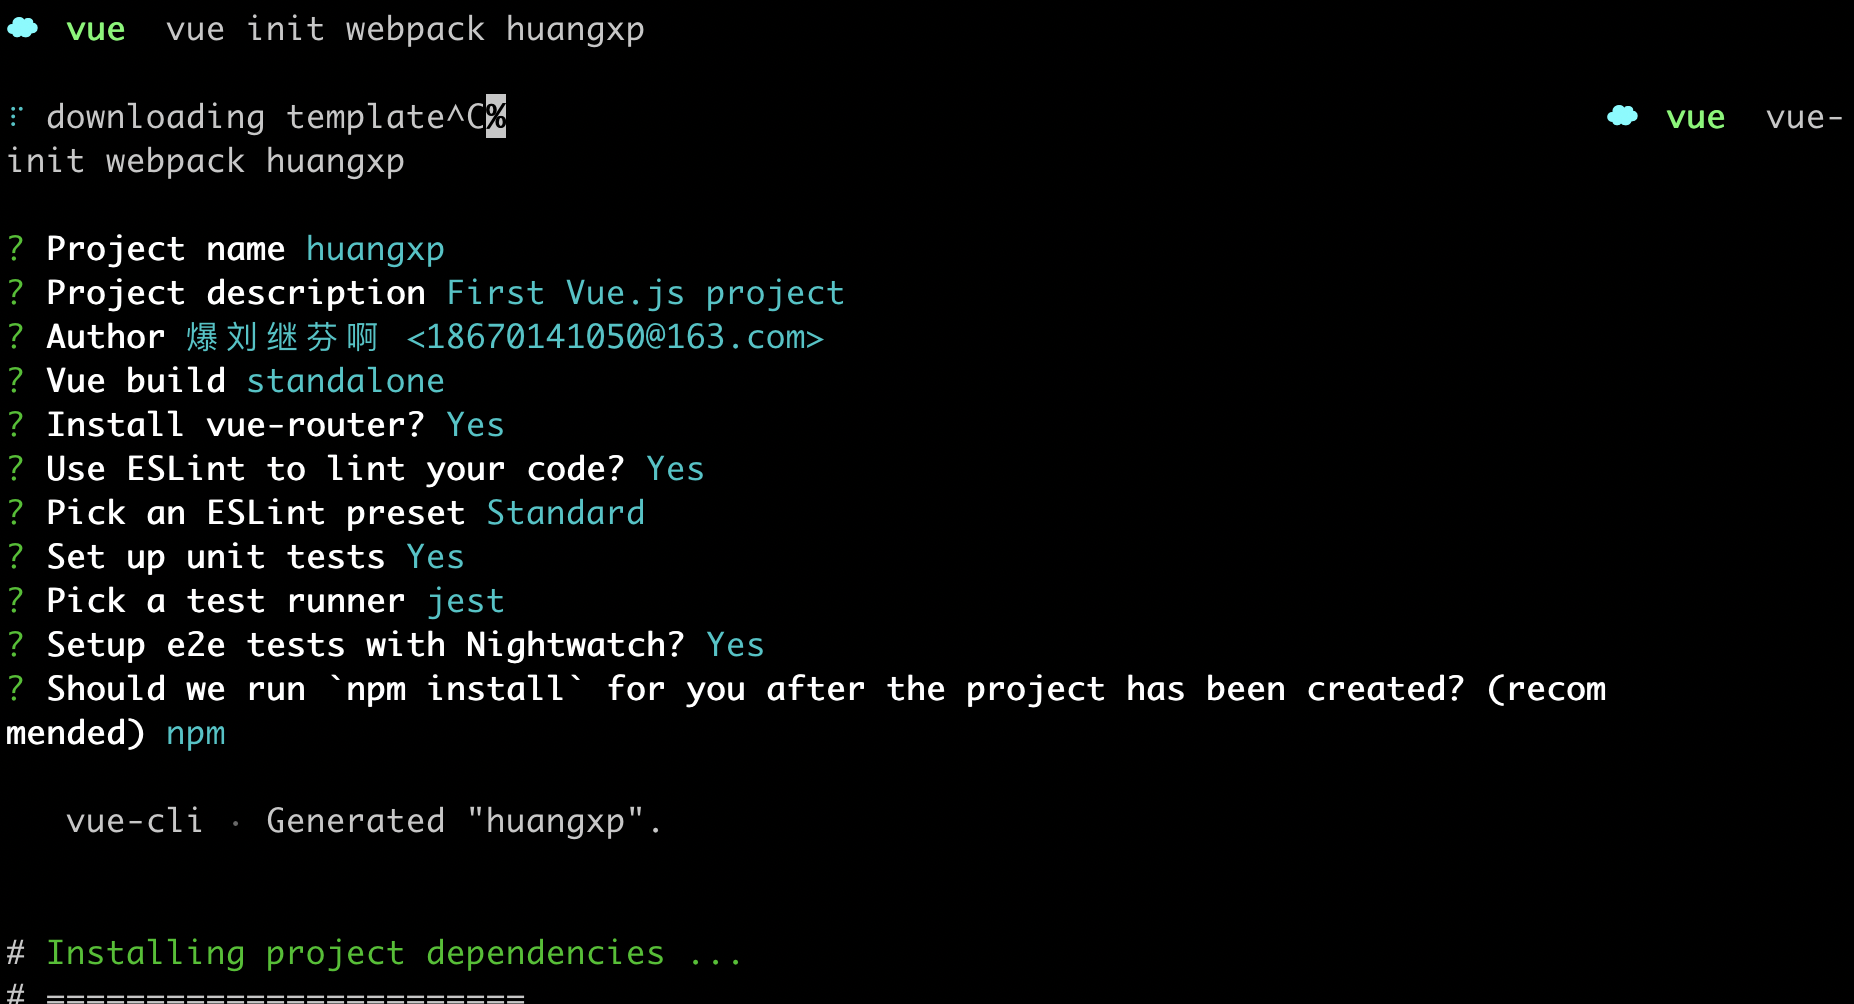 vue  vue init webpack huangxp
⠏ downloading template^C%  vue  vue-
init webpack huangxp
? Project name huangxp
? Project description First Vue.js project
? Author 爆刘继芬啊 <18670141050@163.com>
? Vue build standalone
? Install vue-router? Yes
? Use ESLint to lint your code? Yes
? Pick an ESLint preset Standard
? Set up unit tests Yes
? Pick a test runner jest
? Setup e2e tests with Nightwatch? Yes
? Should we run `npm install` for you after the project has been created? (recom
mended) npm
vue-cli · Generated "huangxp".
# Installing project dependencies ...
# ========================